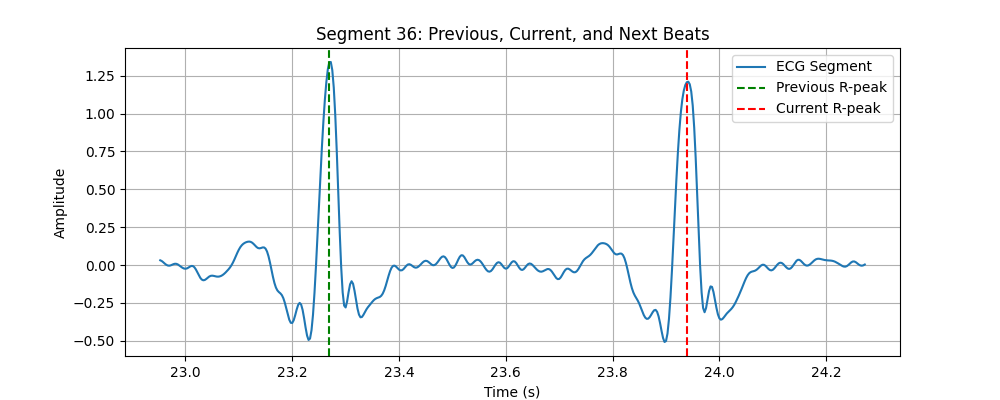 Segment 36: Previous, Current, and Next Beats
ECG Segment
Previous R-peak
Current R-peak
Amplitude
1.25
1.00
0.75
0.50
0.25
0.00
−0.25
−0.50
23.0 23.2 23.4 23.6 23.8 24.0 24.2
Time (s)